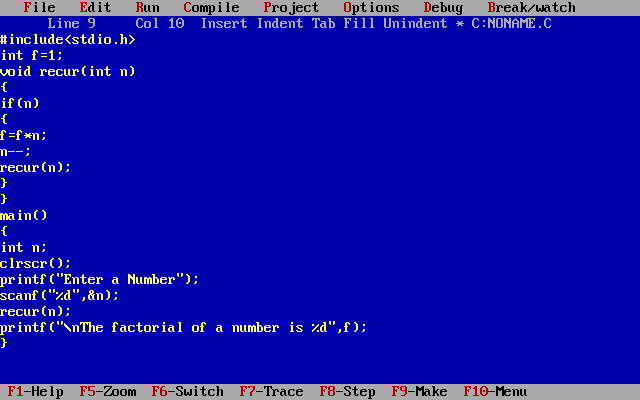 File Edit Run Compile Project Options Debug Break/watch
Line 9 Col 10 Insert Indent Tab Fill Unindent * C:NONAME.C
#include<stdio.h>
int f=1;
void recur(int n)
{
if(n)
{
f=f*n;
n--;
recur(n);
}
}
main()
{
int n;
clrscr();
printf("Enter a Number");
scanf("%d",&n);
recur(n);
printf("\nThe factorial of a number is %d",f);
}
F1-Help F5-Zoom F6-Switch F7-Trace F8-Step F9-Make F10-Menu